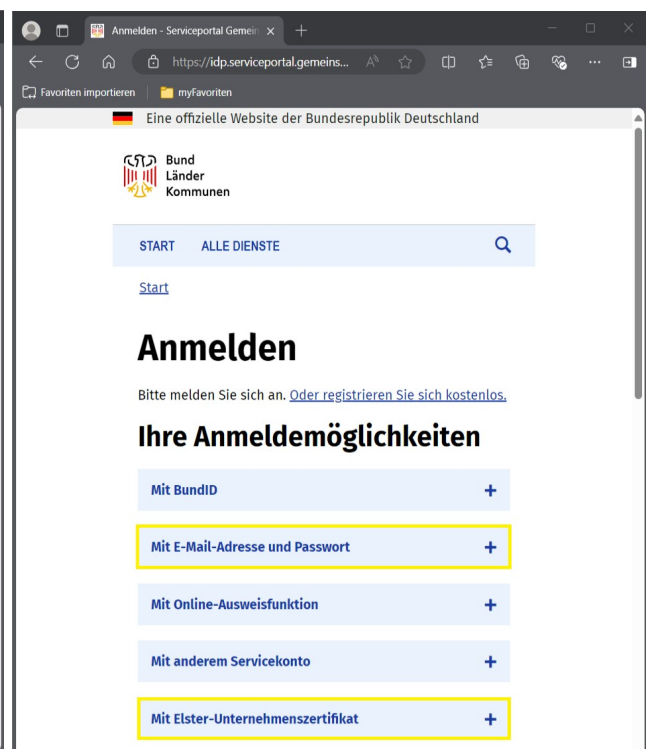 Anmelden - Serviceportal Gemein
https://idp.serviceportal.gemeins...
Favoriten importieren
myFavoriten
Eine offizielle Website der Bundesrepublik Deutschland
Bund
Länder
Kommunen
START ALLE DIENSTE
Start
Anmelden
Bitte melden Sie sich an. Oder registrieren Sie sich kostenlos.
Ihre Anmeldemöglichkeiten
Mit BundID
Mit E-Mail-Adresse und Passwort
Mit Online-Ausweisfunktion
Mit anderem Servicekonto
Mit Elster-Unternehmenszertifikat